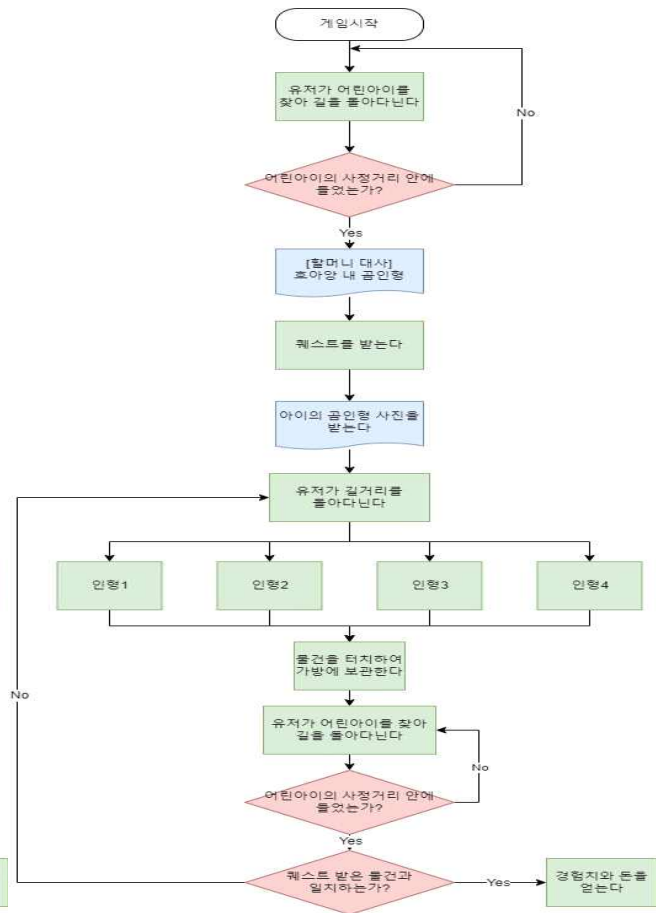 게임시작
유저가 어린아이를
찾아 길을 돌아다닌다
No
어린아이의 사정거리 안에
들었는가?
Yes
[할머니 대사]
흐아앙 내 곰인형
퀘스트를 받는다
아이의 곰인형 사진을
받는다
유저가 길거리를
돌아다닌다
인형1
인형2
인형3
인형4
물건을 터치하여
가방에 보관한다
No
유저가 어린아이를 찾아
길을 돌아다닌다
No
어린아이의 사정거리 안에
들었는가?
Yes
퀘스트 받은 물건과
일치하는가?
Yes
경험치와 돈을
얻는다